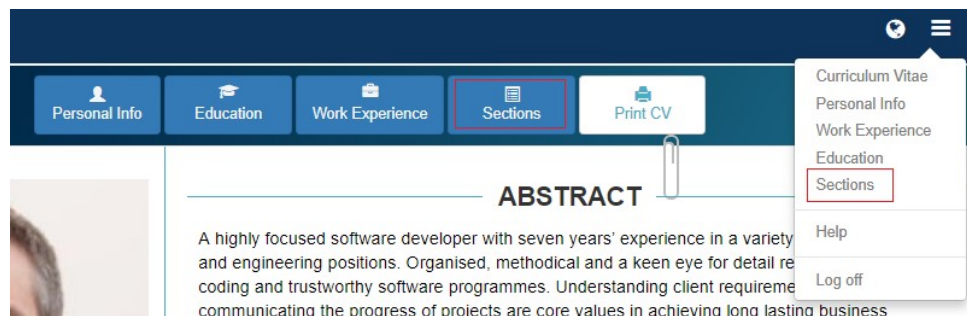 Personal Info
Education
Work Experience
Sections
Print CV
Curriculum Vitae
Personal Info
Work Experience
Education
Sections
Help
Log off
ABSTRACT
A highly focused software developer with seven years' experience in a variety
and engineering positions. Organised, methodical and a keen eye for detail re
coding and trustworthy software programmes. Understanding client requireme
communicating the progress of projects are core values in achieving long lasting business